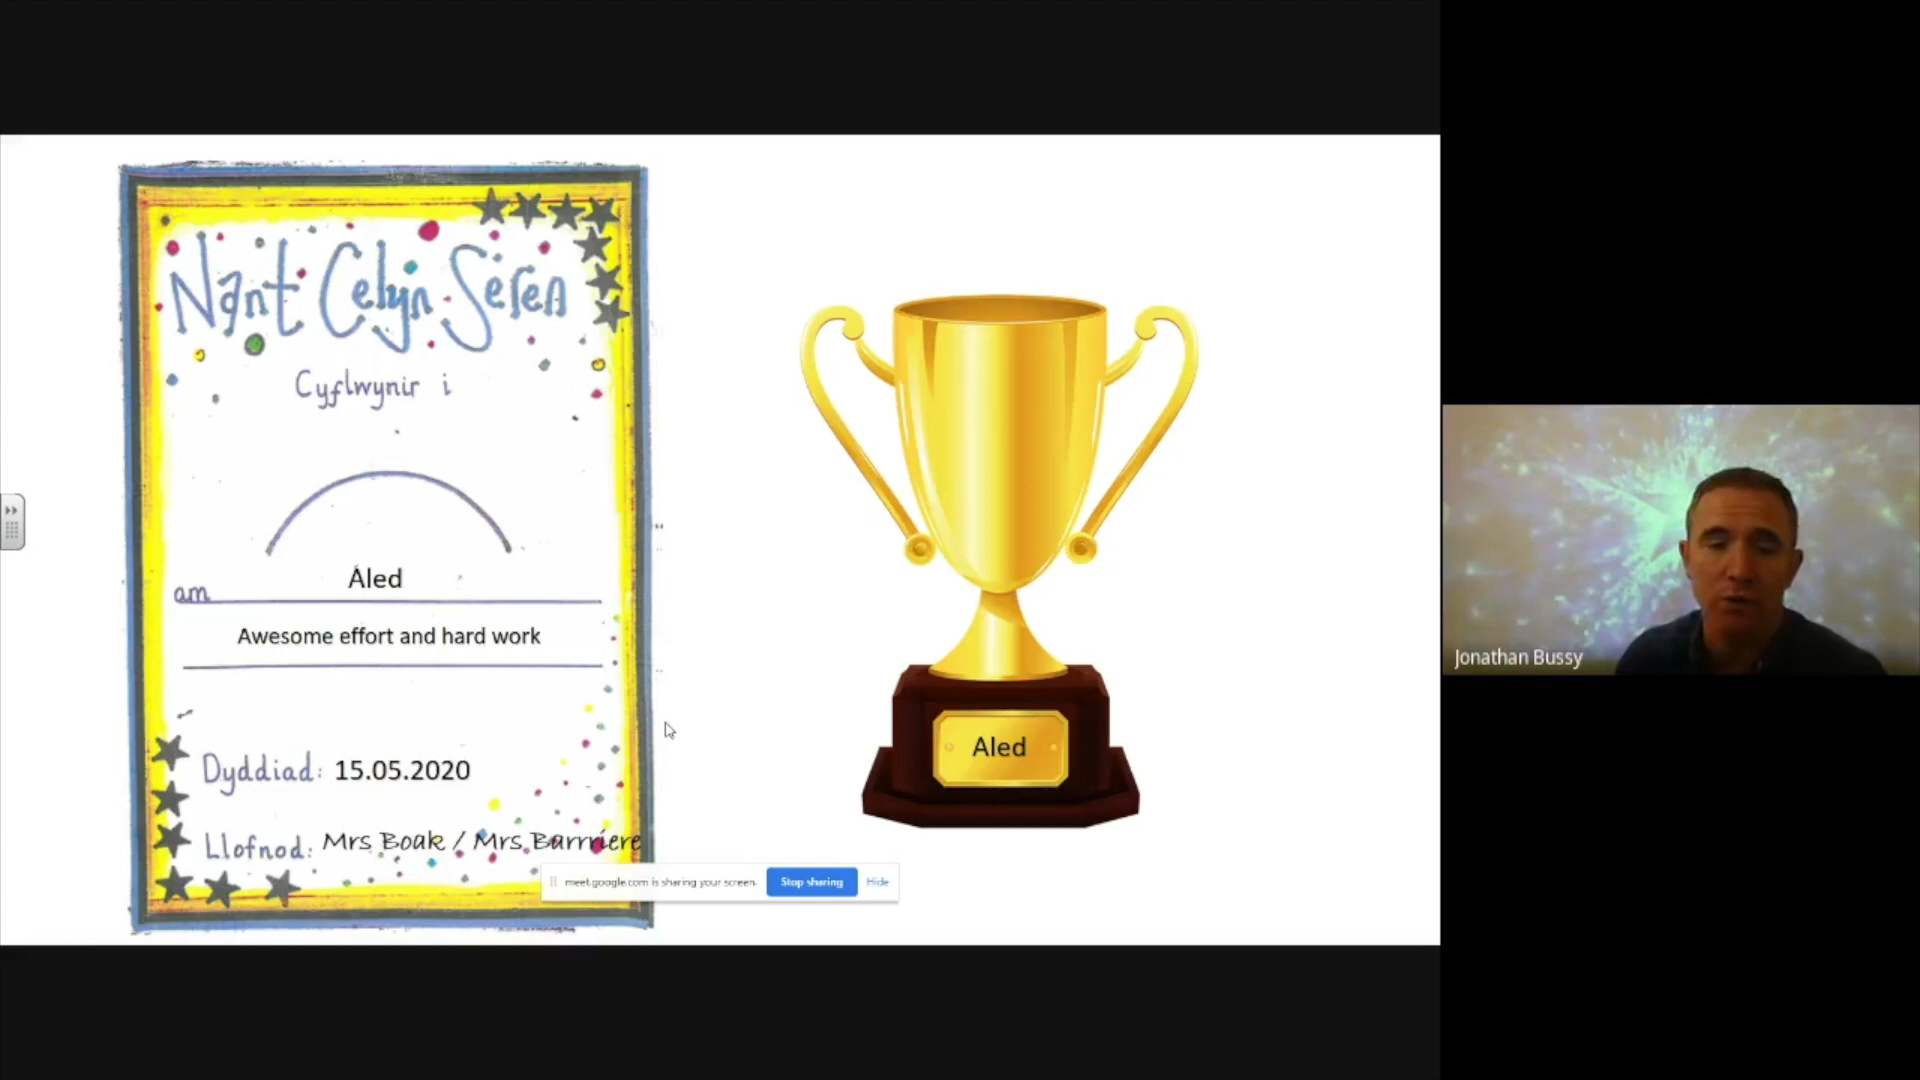 Nant Celyn Seren
Cyflwynir i
Aled
am
Awesome effort and hard work
Dyddiad: 15.05.2020
Llofnod: Mrs Boak / Mrs Barrriere
Aled
meet.google.com is sharing your screen.
Stop sharing
Hide
Jonathan Bussy